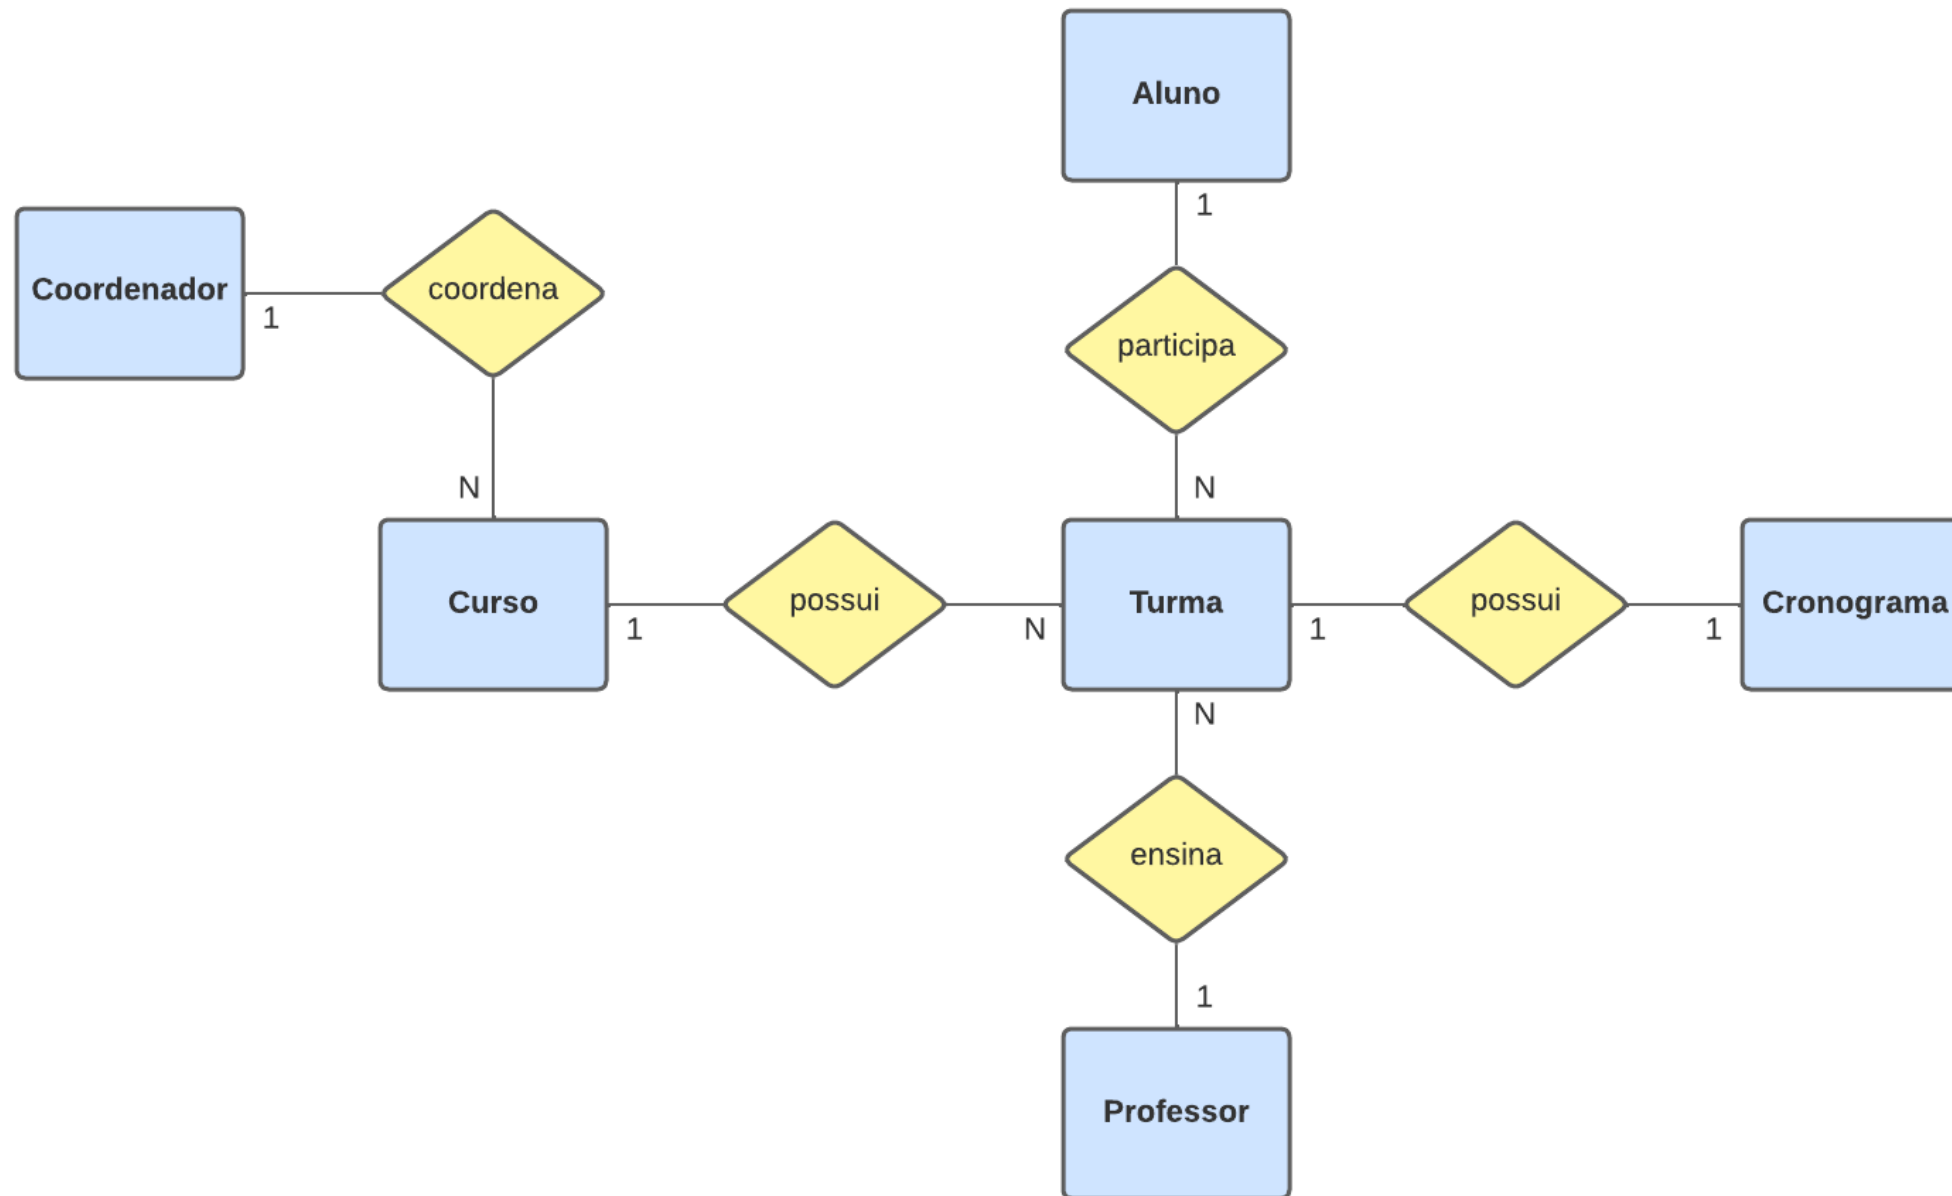 Aluno
1
participa
N
Coordenador
1
coordena
N
Curso
1
possui
N
Turma
1
possui
1
Cronograma
N
ensina
1
Professor